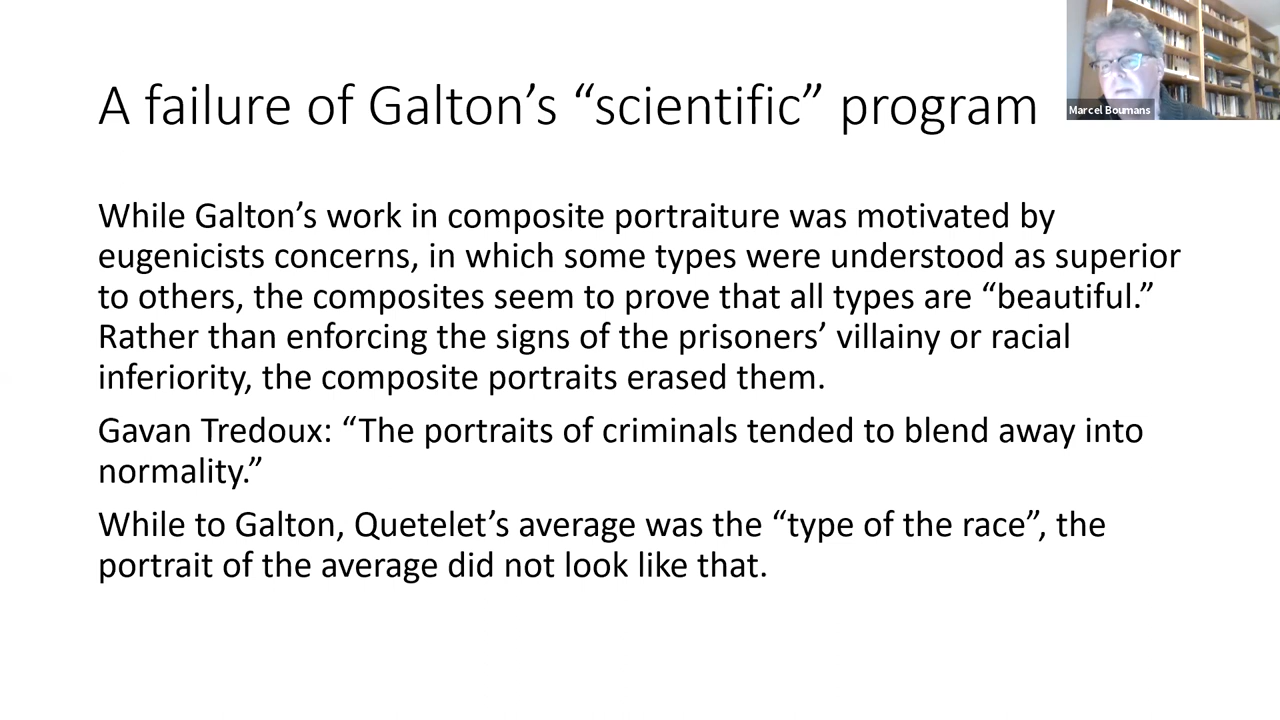 A failure of Galton’s “scientific” program
Marcel Boumans
While Galton’s work in composite portraiture was motivated by
eugenicists concerns, in which some types were understood as superior
to others, the composites seem to prove that all types are “beautiful.”
Rather than enforcing the signs of the prisoners’ villainy or racial
inferiority, the composite portraits erased them.
Gavan Tredoux: “The portraits of criminals tended to blend away into
normality.”
While to Galton, Quetelet’s average was the “type of the race”, the
portrait of the average did not look like that.